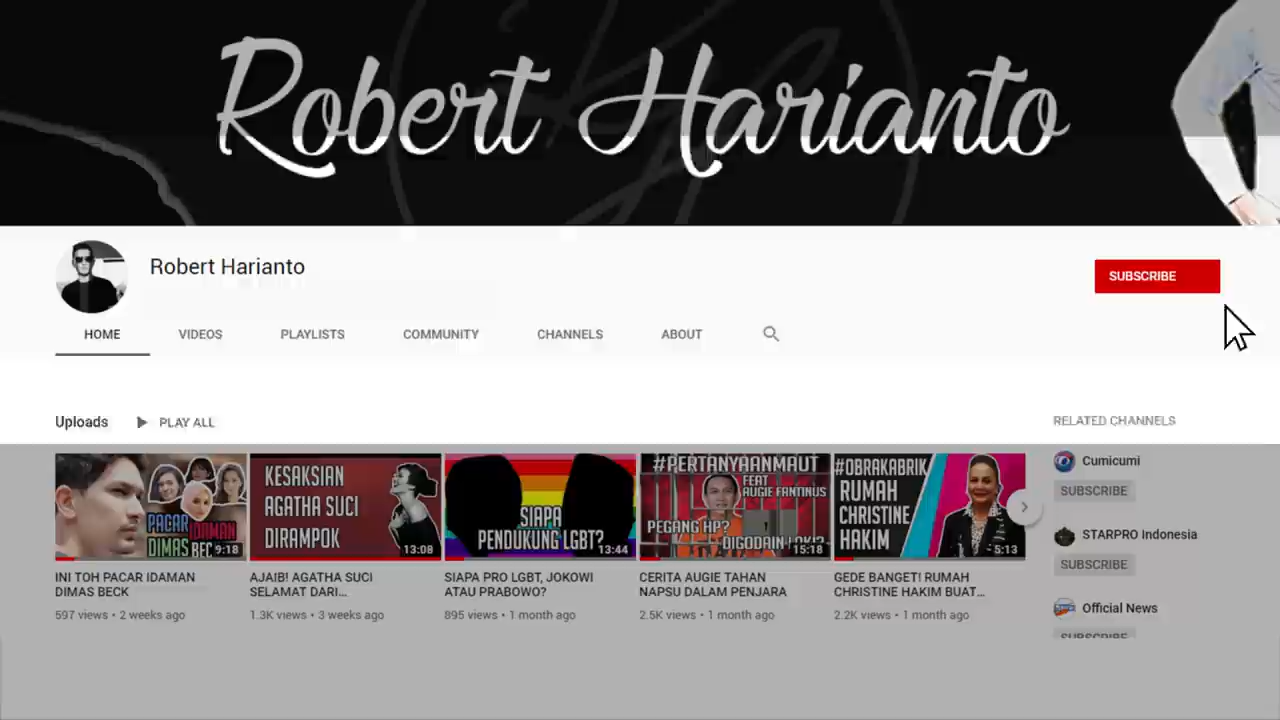 Robert Harianto
Robert Harianto
SUBSCRIBE
HOME VIDEOS PLAYLISTS COMMUNITY CHANNELS ABOUT
Uploads PLAY ALL
RELATED CHANNELS
PACAR IDAMAN
DIMAS BECK
9:18
INI TOH PACAR IDAMAN
DIMAS BECK
597 views • 2 weeks ago
KESAKSIAN
AGATHA SUCI
DIRAMPOK
13:08
AJAIB! AGATHA SUCI
SELAMAT DARI...
1.3K views • 3 weeks ago
SIAPA
PENDUKUNG LGBT?
13:44
SIAPA PRO LGBT, JOKOWI
ATAU PRABOWO?
895 views • 1 month ago
#PERTANYAANMAUT
FEAT
AUGIE FANTINUS
PEGANG HP?
DIGODAIN
15:18
CERITA AUGIE TAHAN
NAPSU DALAM PENJARA
2.5K views • 1 month ago
#OBRAKABRIK
RUMAH
CHRISTINE
HAKIM
5:13
GEDE BANGET! RUMAH
CHRISTINE HAKIM BUAT...
2.2K views • 1 month ago
Cumicumi
SUBSCRIBE
STARPRO Indonesia
SUBSCRIBE
Official News
SUBSCRIBE